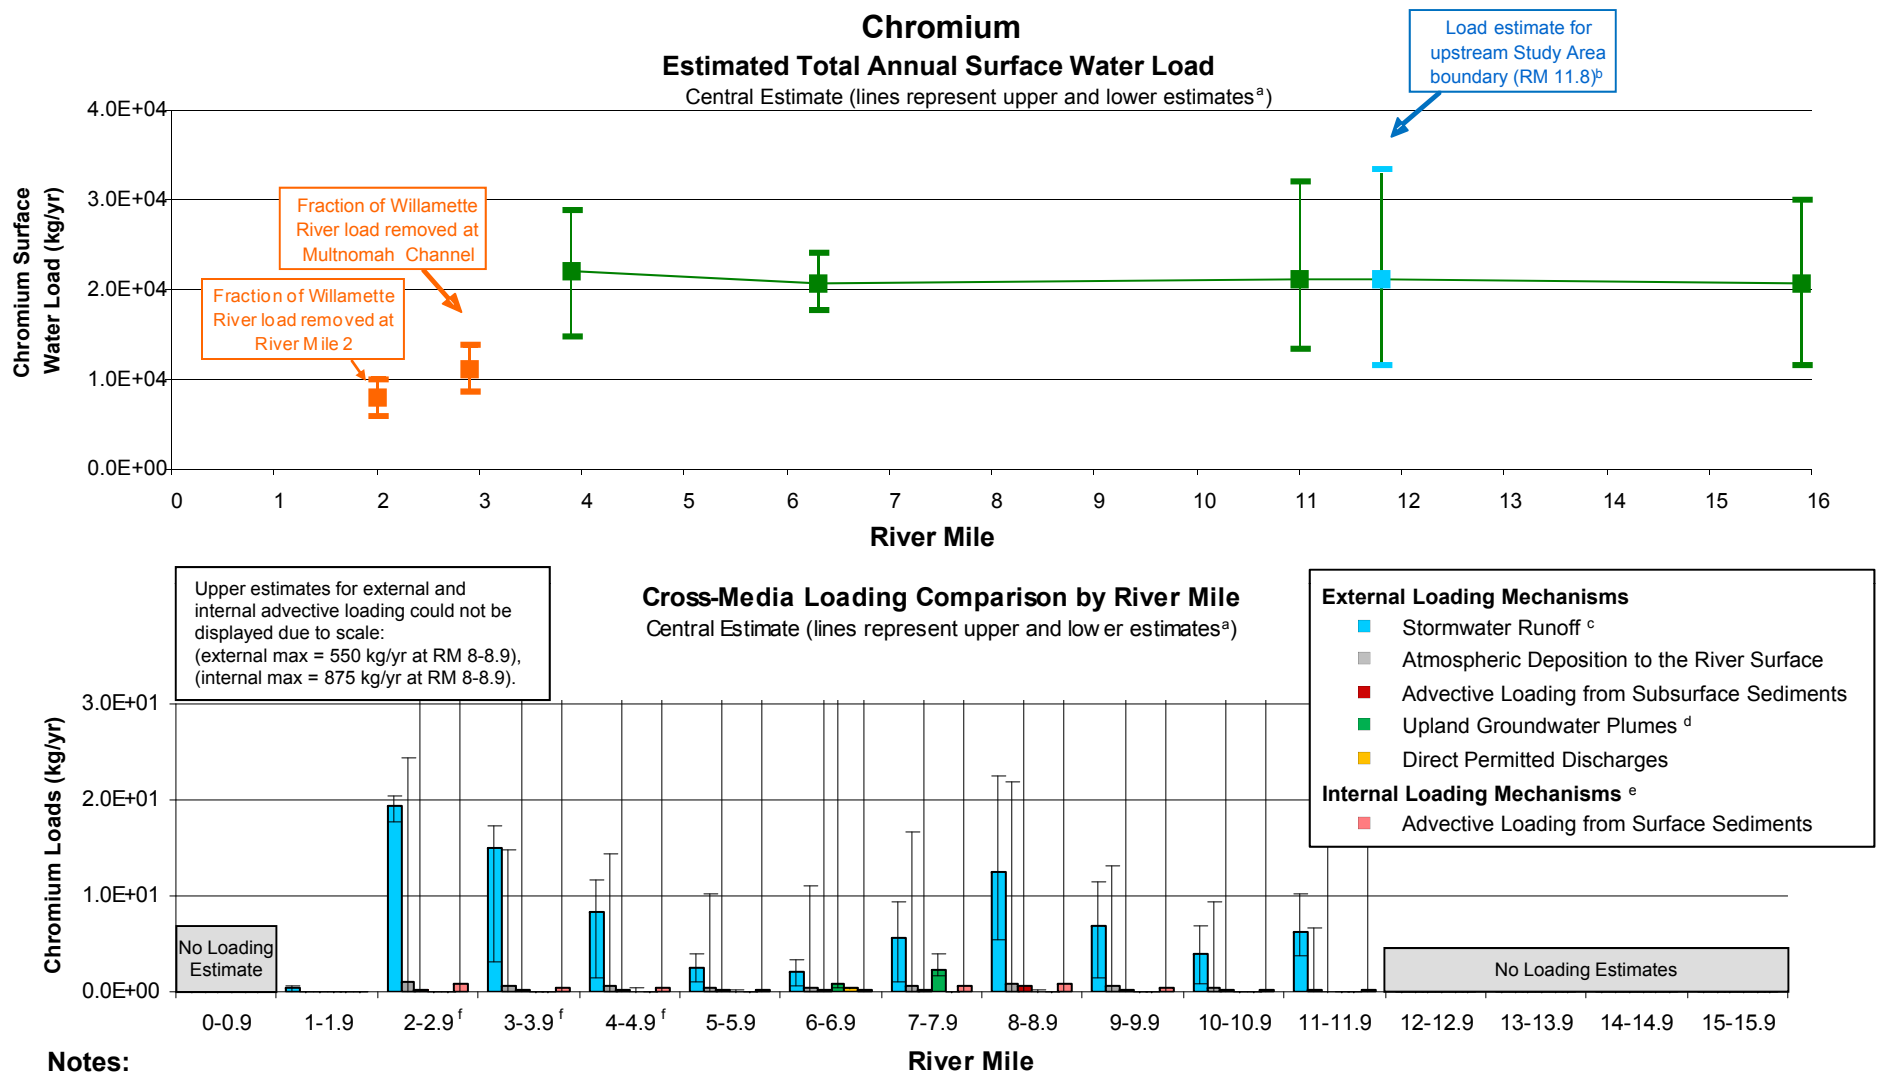 Chromium
Estimated Total Annual Surface Water Load
Central Estimate (lines represent upper and lower estimatesᵃ)
Load estimate for
upstream Study Area
boundary (RM 11.8)ᵇ
Chromium Surface
Water Load (kg/yr)
4.0E+04
3.0E+04
2.0E+04
1.0E+04
0.0E+00
Fraction of Willamette
River load removed at
Multnomah Channel
Fraction of Willamette
River load removed at
River Mile 2
0 1 2 3 4 5 6 7 8 9 10 11 12 13 14 15 16
River Mile
Upper estimates for external and
internal advective loading could not be
displayed due to scale:
(external max = 550 kg/yr at RM 8-8.9),
(internal max = 875 kg/yr at RM 8-8.9).
Cross-Media Loading Comparison by River Mile
Central Estimate (lines represent upper and lower estimatesᵃ)
External Loading Mechanisms
Stormwater Runoff ᶜ
Atmospheric Deposition to the River Surface
Advective Loading from Subsurface Sediments
Upland Groundwater Plumes ᵈ
Direct Permitted Discharges
Internal Loading Mechanisms ᵉ
Advective Loading from Surface Sediments
Chromium Loads (kg/yr)
3.0E+01
2.0E+01
1.0E+01
0.0E+00
No Loading
Estimate
No Loading Estimates
0-0.9 1-1.9 2-2.9 ᶠ 3-3.9 ᶠ 4-4.9 ᶠ 5-5.9 6-6.9 7-7.9 8-8.9 9-9.9 10-10.9 11-11.9 12-12.9 13-13.9 14-14.9 15-15.9
Notes:
River Mile